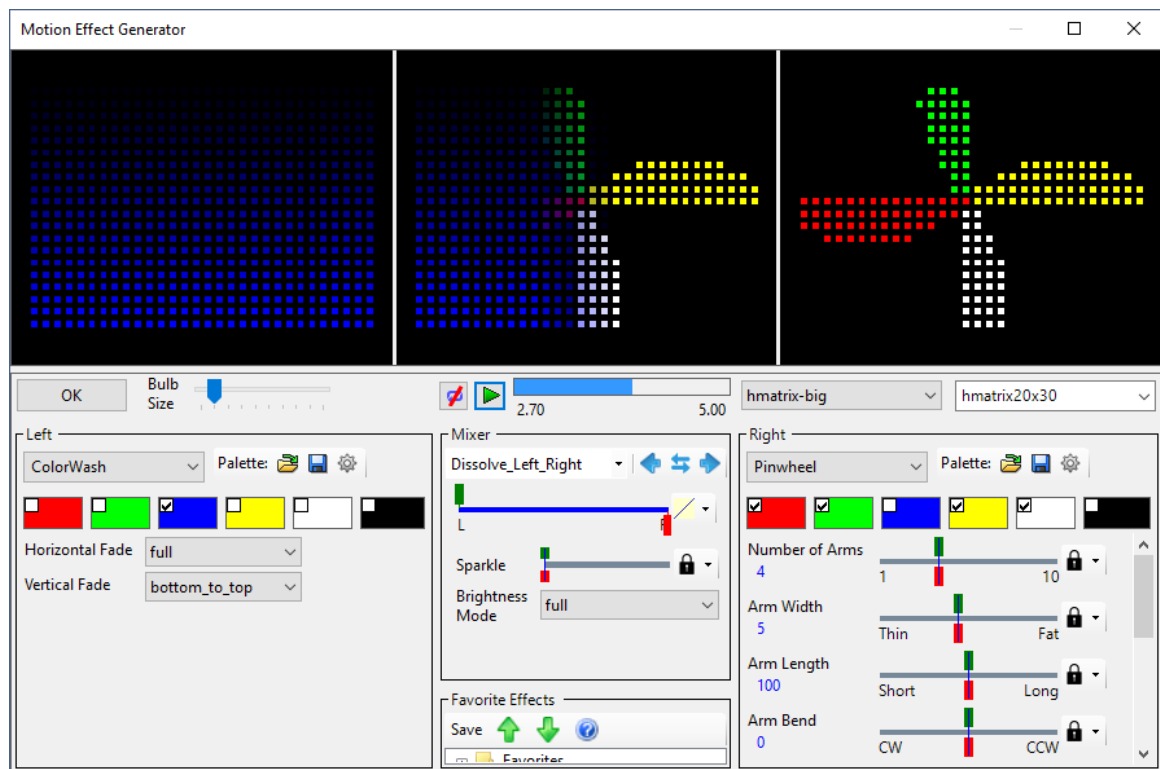 Motion Effect Generator
OK
Bulb
Size
2.70
5.00
hmatrix-big
hmatrix20x30
Left
ColorWash
Palette:
Horizontal Fade
full
Vertical Fade
bottom_to_top
Mixer
Dissolve_Left_Right
L
Sparkle
Brightness
Mode
full
Favorite Effects
Save
Favorites
Right
Pinwheel
Palette:
Number of Arms
4
1
10
Arm Width
5
Thin
Fat
Arm Length
100
Short
Long
Arm Bend
0
CW
CCW